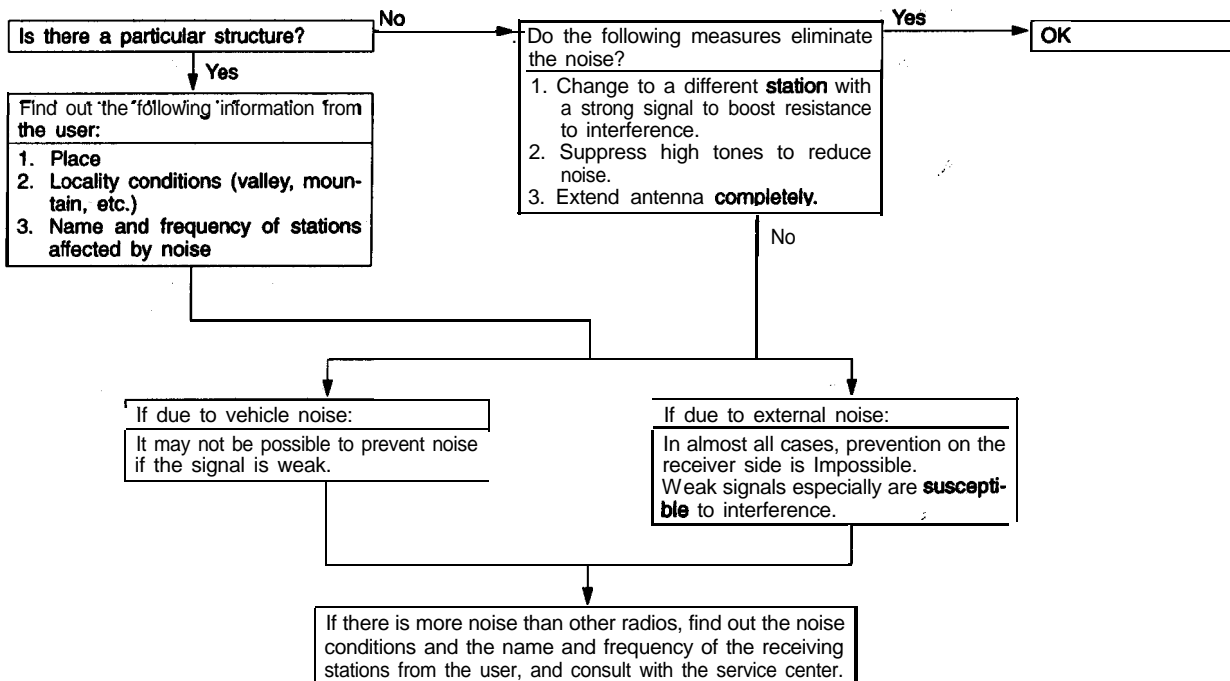 Is there a particular structure?
No
Yes
Find out the following information from
the user:
1. Place
2. Locality conditions (valley, moun-
tain, etc.)
3. Name and frequency of stations
affected by noise
Do the following measures eliminate
the noise?
1. Change to a different station with
a strong signal to boost resistance
to interference.
2. Suppress high tones to reduce
noise.
3. Extend antenna completely.
Yes
OK
No
If due to vehicle noise:
It may not be possible to prevent noise
if the signal is weak.
If due to external noise:
In almost all cases, prevention on the
receiver side is Impossible.
Weak signals especially are suscepti-
ble to interference.
If there is more noise than other radios, find out the noise
conditions and the name and frequency of the receiving
stations from the user, and consult with the service center.